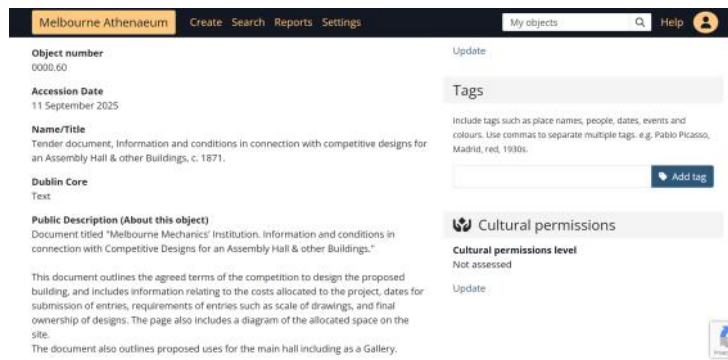 Melbourne Athenaeum Create Search Reports Settings My objects Help
Object number
0000.60
Accession Date
11 September 2025
Name/Title
Tender document, Information and conditions in connection with competitive designs for
an Assembly Hall & other Buildings, c. 1871.
Dublin Core
Text
Public Description (About this object)
Document titled "Melbourne Mechanics' Institution. Information and conditions in
connection with Competitive Designs for an Assembly Hall & other Buildings."
This document outlines the agreed terms of the competition to design the proposed
building, and includes information relating to the costs allocated to the project, dates for
submission of entries, requirements of entries such as scale of drawings, and final
ownership of designs. The page also includes a diagram of the allocated space on the
site.
The document also outlines proposed uses for the main hall including as a Gallery.
Update
Tags
Include tags such as place names, people, dates, events and
colours. Use commas to separate multiple tags. e.g. Pablo Picasso,
Madrid, red, 1930s.
Add tag
Cultural permissions
Cultural permissions level
Not assessed
Update